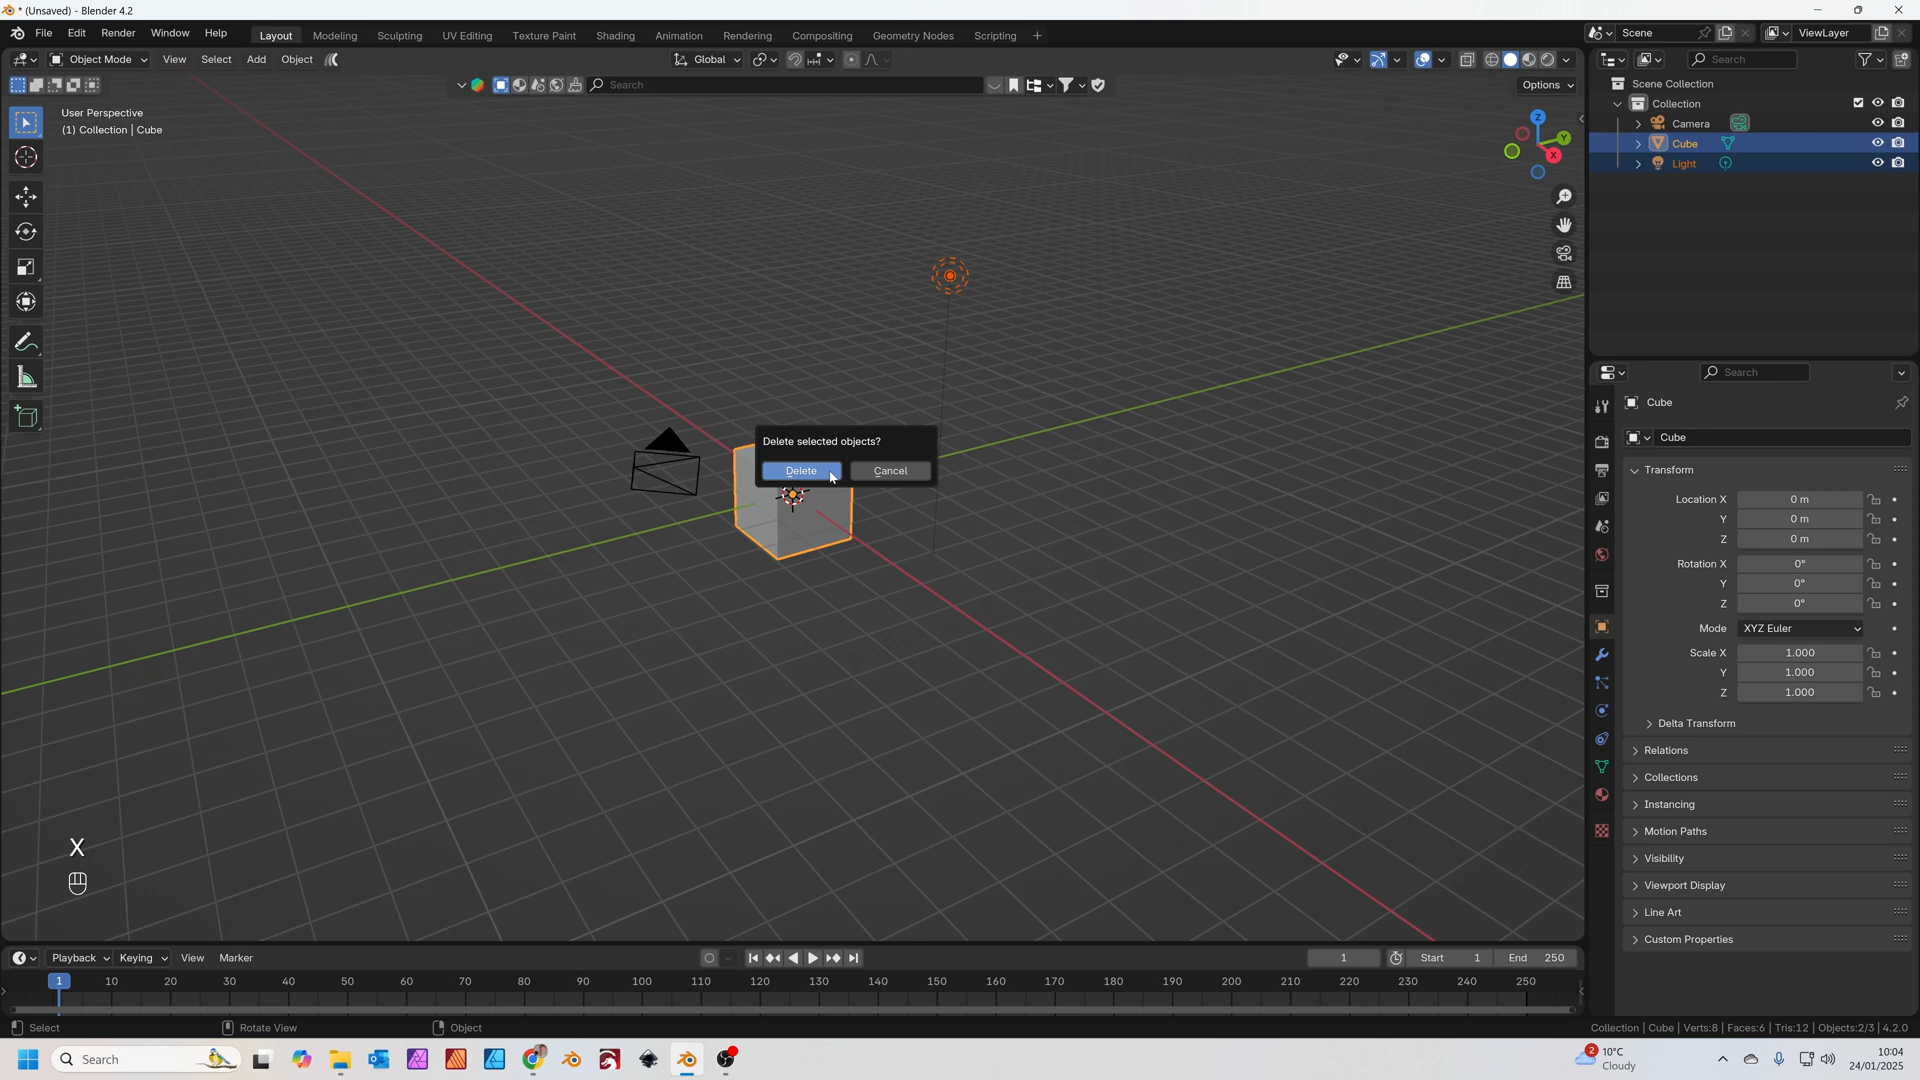 * (Unsaved) - Blender 4.2
File Edit Render Window Help
Layout Modeling Sculpting UV Editing Texture Paint Shading Animation Rendering Compositing Geometry Nodes Scripting +
Scene
ViewLayer
Object Mode View Select Add Object
Global
Search
Search
Options
User Perspective
(1) Collection | Cube
Z
Y
X
Scene Collection
Collection
Camera
Cube
Light
Delete selected objects?
Delete Cancel
Search
Cube
Cube
Transform
Location X 0 m
Y 0 m
Z 0 m
Rotation X 0°
Y 0°
Z 0°
Mode XYZ Euler
Scale X 1.000
Y 1.000
Z 1.000
Delta Transform
Relations
Collections
Instancing
Motion Paths
Visibility
Viewport Display
Line Art
Custom Properties
X
Playback Keying View Marker
1 Start 1 End 250
1 10 20 30 40 50 60 70 80 90 100 110 120 130 140 150 160 170 180 190 200 210 220 230 240 250
Select Rotate View Object
Collection | Cube | Verts:8 | Faces:6 | Tris:12 | Objects:2/3 | 4.2.0
Search
2
10°C
Cloudy
10:04
24/01/2025